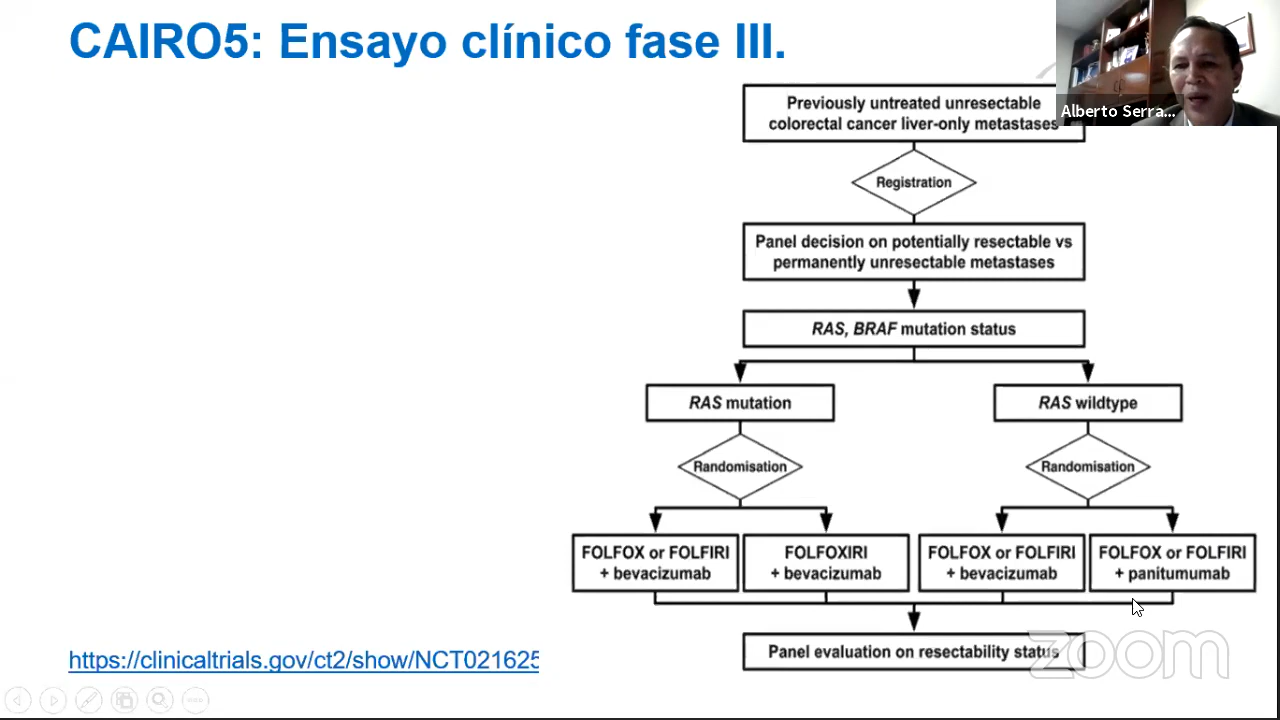 CAIRO5: Ensayo clínico fase III.
Alberto Serra...
Previously untreated unresectable
colorectal cancer liver-only metastases
Registration
Panel decision on potentially resectable vs
permanently unresectable metastases
RAS, BRAF mutation status
RAS mutation
RAS wildtype
Randomisation
Randomisation
FOLFOX or FOLFIRI
+ bevacizumab
FOLFOXIRI
+ bevacizumab
FOLFOX or FOLFIRI
+ bevacizumab
FOLFOX or FOLFIRI
+ panitumumab
Panel evaluation on resectability status
https://clinicaltrials.gov/ct2/show/NCT021625
zoom